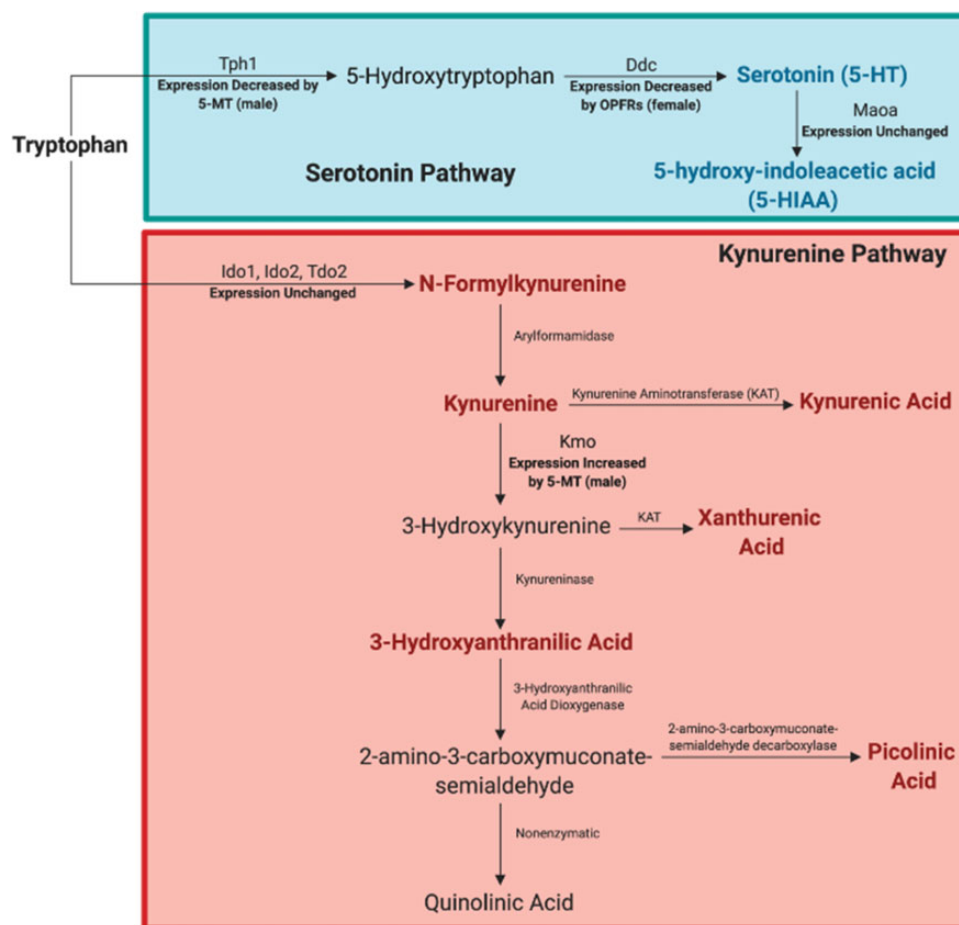 Tph1
Expression Decreased by
5-MT (male)
5-Hydroxytryptophan
Ddc
Expression Decreased
by OPFRs (female)
Serotonin (5-HT)
Maoa
Expression Unchanged
Tryptophan
Serotonin Pathway
5-hydroxy-indoleacetic acid
(5-HIAA)
Kynurenine Pathway
Ido1, Ido2, Tdo2
Expression Unchanged
N-Formylkynurenine
Arylformamidase
Kynurenine
Kynurenine Aminotransferase (KAT)
Kynurenic Acid
Kmo
Expression Increased
by 5-MT (male)
3-Hydroxykynurenine
KAT
Xanthurenic
Acid
Kynureninase
3-Hydroxyanthranilic Acid
3-Hydroxyanthranilic
Acid Dioxygenase
2-amino-3-carboxymuconate-
semialdehyde
2-amino-3-carboxymuconate-
semialdehyde decarboxylase
Picolinic
Acid
Nonenzymatic
Quinolinic Acid